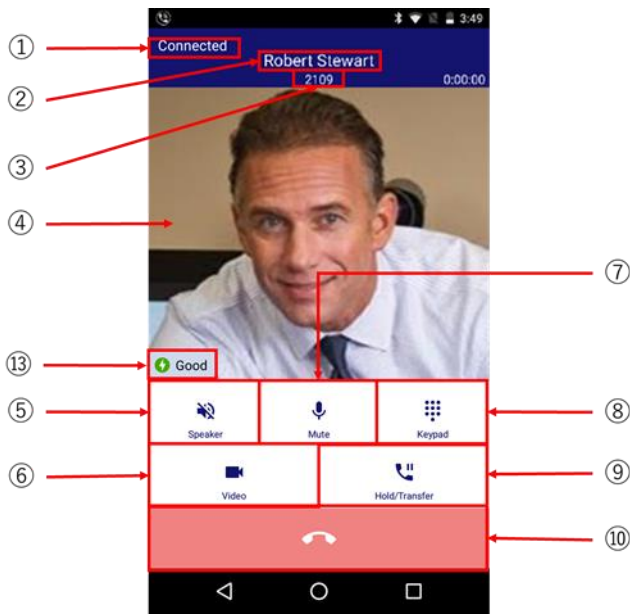 3:49
① Connected
Robert Stewart
②
2109 0:00:00
③
④
⑦
⑬ Good
⑤ Speaker Mute Keypad ⑧
⑥ Video Hold/Transfer ⑨
⑩